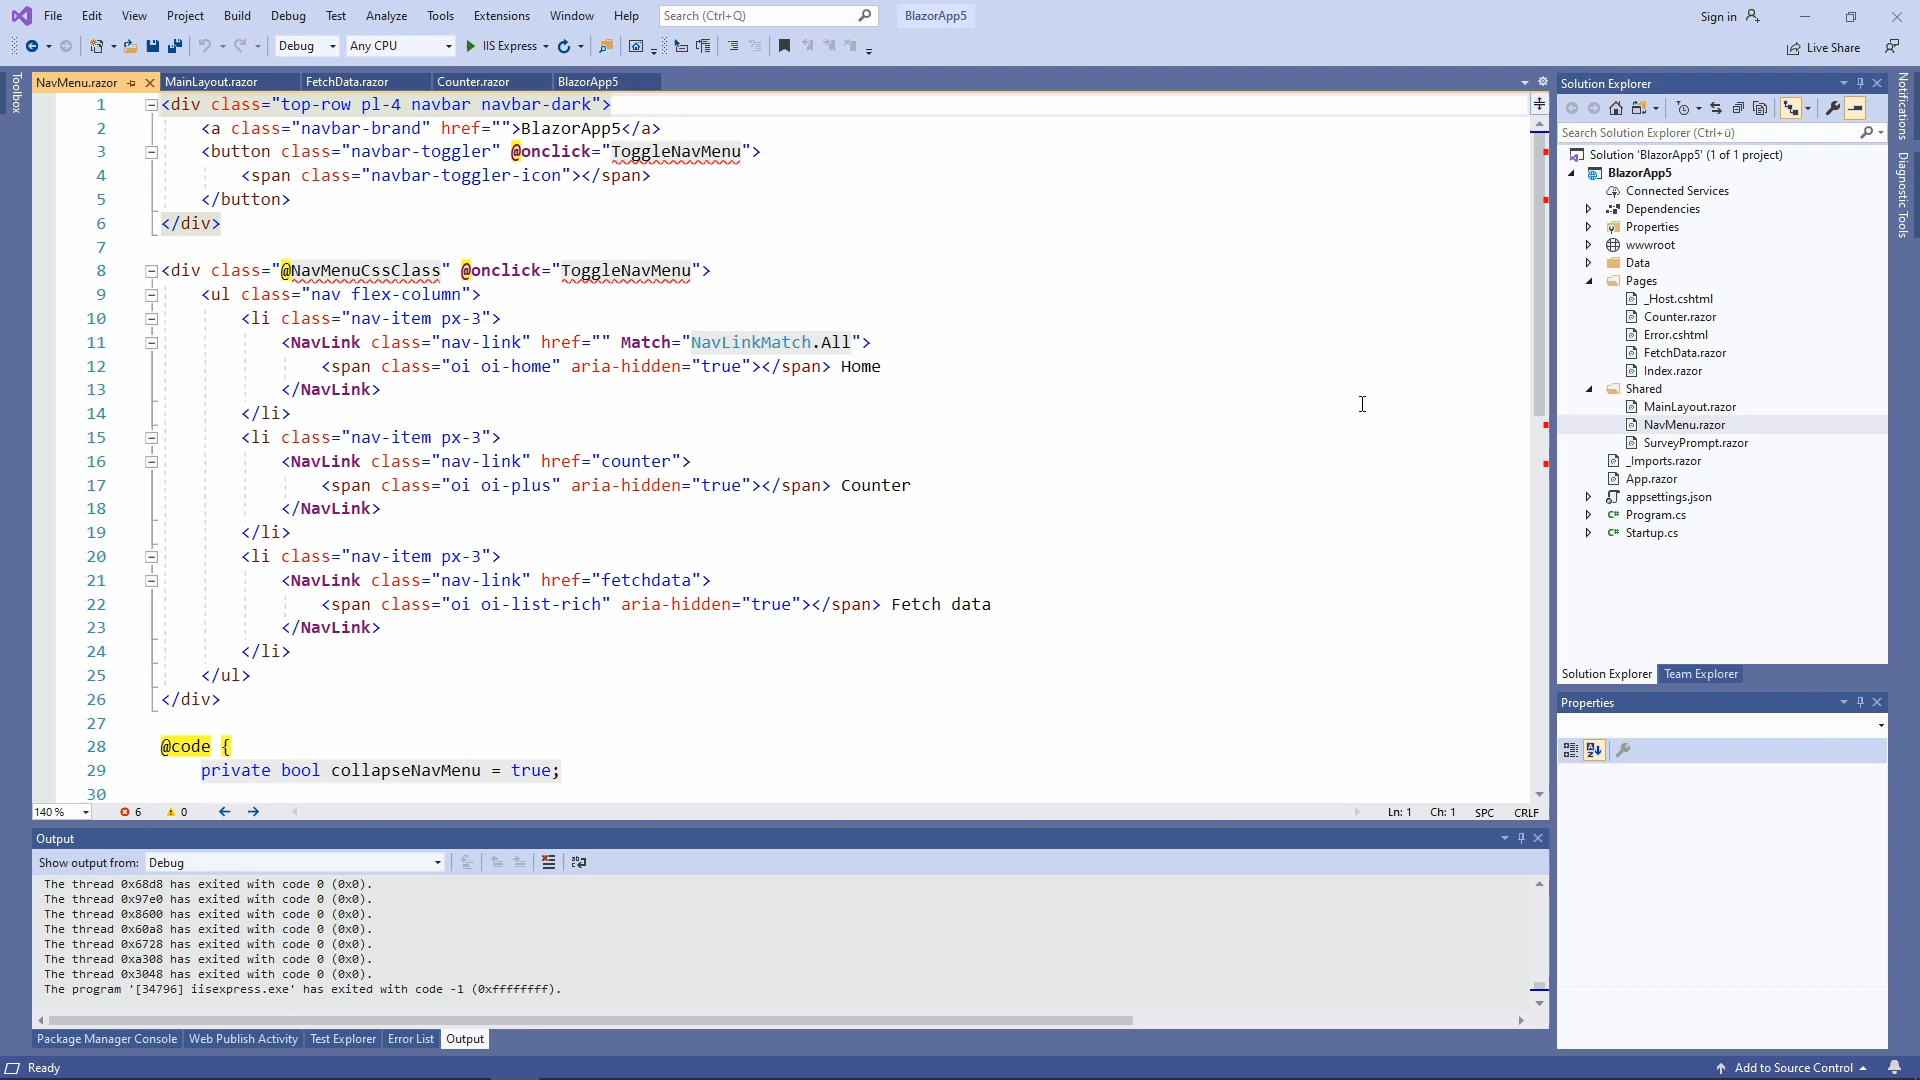 File Edit View Project Build Debug Test Analyze Tools Extensions Window Help Search (Ctrl+Q) BlazorApp5 Sign in
Debug Any CPU IIS Express Live Share
Toolbox
NavMenu.razor MainLayout.razor FetchData.razor Counter.razor BlazorApp5
1 <div class="top-row pl-4 navbar navbar-dark">
2 <a class="navbar-brand" href="">BlazorApp5</a>
3 <button class="navbar-toggler" @onclick="ToggleNavMenu">
4 <span class="navbar-toggler-icon"></span>
5 </button>
6 </div>
7
8 <div class="@NavMenuCssClass" @onclick="ToggleNavMenu">
9 <ul class="nav flex-column">
10 <li class="nav-item px-3">
11 <NavLink class="nav-link" href="" Match="NavLinkMatch.All">
12 <span class="oi oi-home" aria-hidden="true"></span> Home
13 </NavLink>
14 </li>
15 <li class="nav-item px-3">
16 <NavLink class="nav-link" href="counter">
17 <span class="oi oi-plus" aria-hidden="true"></span> Counter
18 </NavLink>
19 </li>
20 <li class="nav-item px-3">
21 <NavLink class="nav-link" href="fetchdata">
22 <span class="oi oi-list-rich" aria-hidden="true"></span> Fetch data
23 </NavLink>
24 </li>
25 </ul>
26 </div>
27
28 @code {
29 private bool collapseNavMenu = true;
30
140 % 6 0 Ln: 1 Ch: 1 SPC CRLF
Output
Show output from: Debug
The thread 0x68d8 has exited with code 0 (0x0).
The thread 0x97e0 has exited with code 0 (0x0).
The thread 0x8600 has exited with code 0 (0x0).
The thread 0x60a8 has exited with code 0 (0x0).
The thread 0x6728 has exited with code 0 (0x0).
The thread 0xa308 has exited with code 0 (0x0).
The thread 0x3048 has exited with code 0 (0x0).
The program '[34796] iisexpress.exe' has exited with code -1 (0xffffffff).
Package Manager Console Web Publish Activity Test Explorer Error List Output
Solution Explorer
Search Solution Explorer (Ctrl+ü)
Solution 'BlazorApp5' (1 of 1 project)
BlazorApp5
Connected Services
Dependencies
Properties
wwwroot
Data
Pages
_Host.cshtml
Counter.razor
Error.cshtml
FetchData.razor
Index.razor
Shared
MainLayout.razor
NavMenu.razor
SurveyPrompt.razor
_Imports.razor
App.razor
appsettings.json
C# Program.cs
C# Startup.cs
Solution Explorer Team Explorer
Properties
Notifications
Diagnostic Tools
Ready Add to Source Control